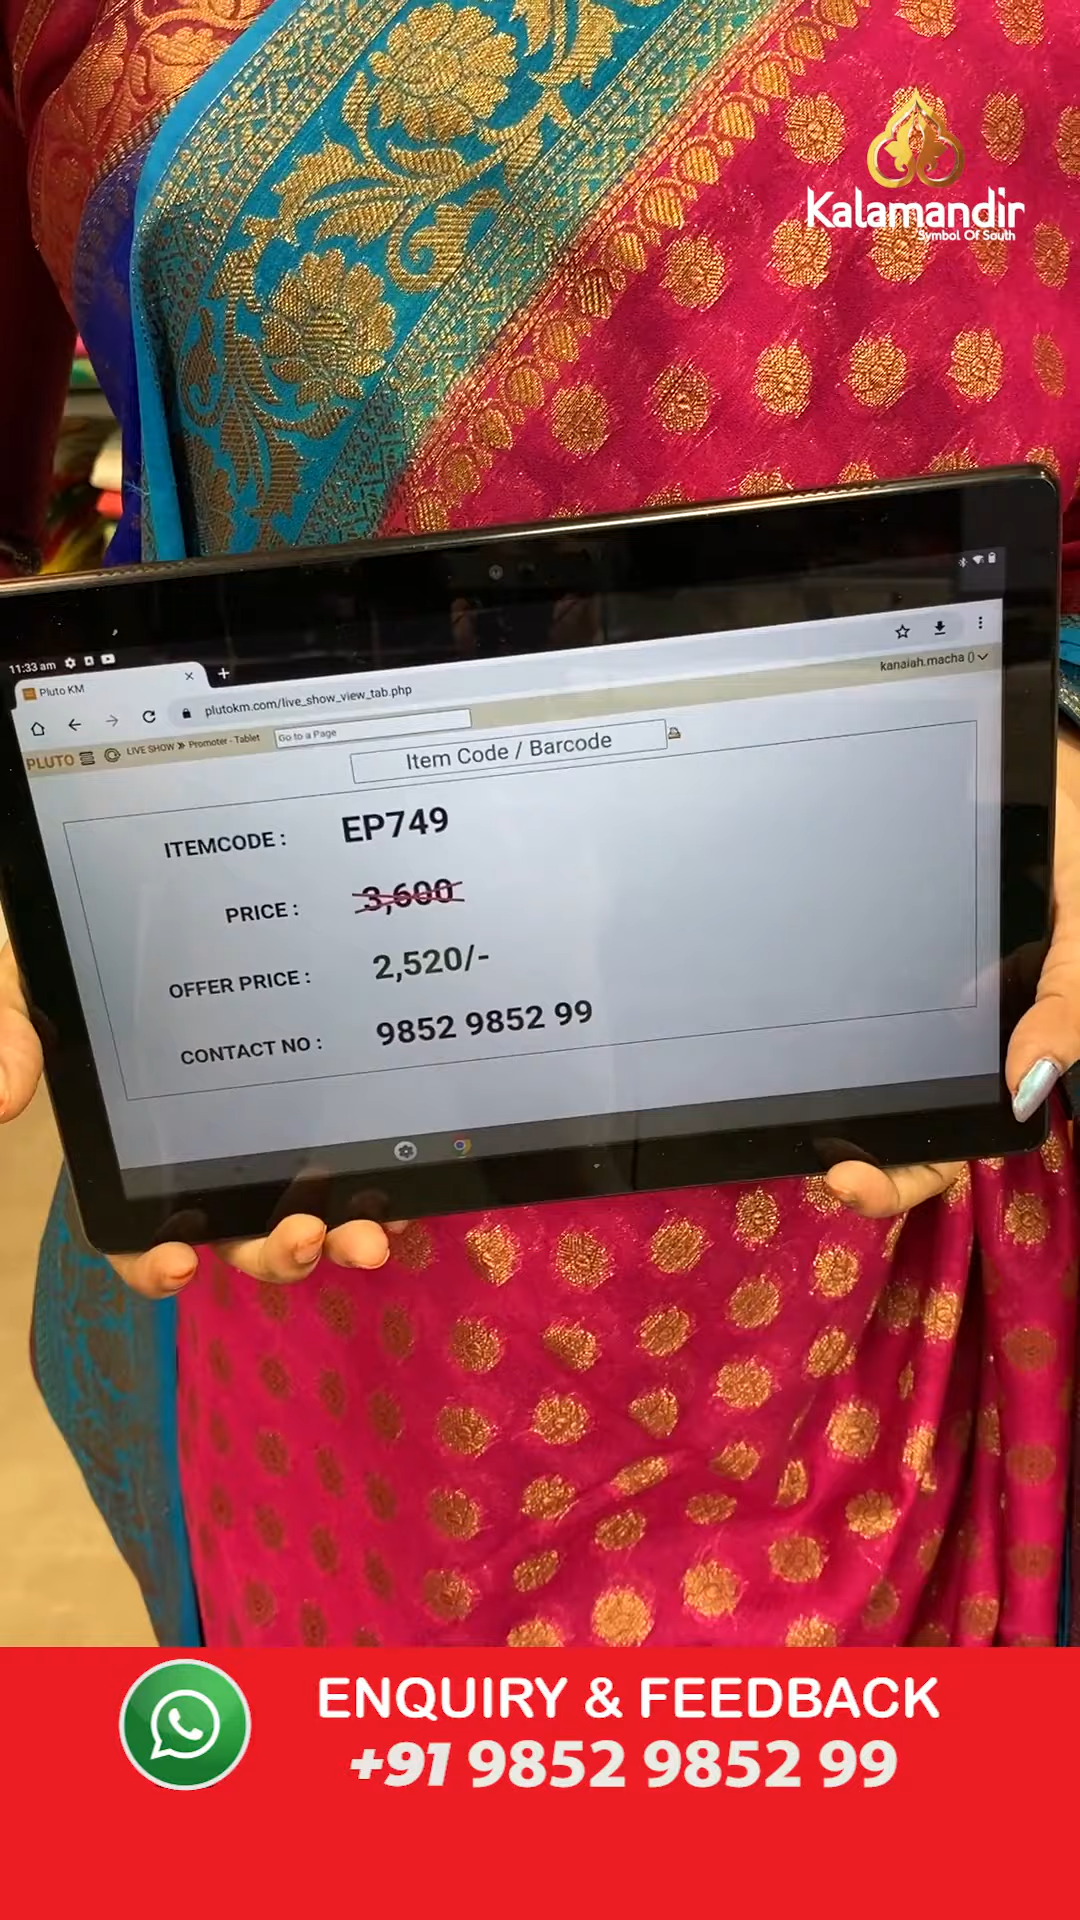 Kalamandir
Symbol Of South
11:33 am
Pluto KM
plutokm.com/live_show_view_tab.php
kanaiah.macha ()
PLUTO
LIVE SHOW » Promoter - Tablet
Go to a Page
Item Code / Barcode
ITEMCODE : EP749
PRICE : 3,600
OFFER PRICE : 2,520/-
CONTACT NO : 9852 9852 99
ENQUIRY & FEEDBACK
+91 9852 9852 99